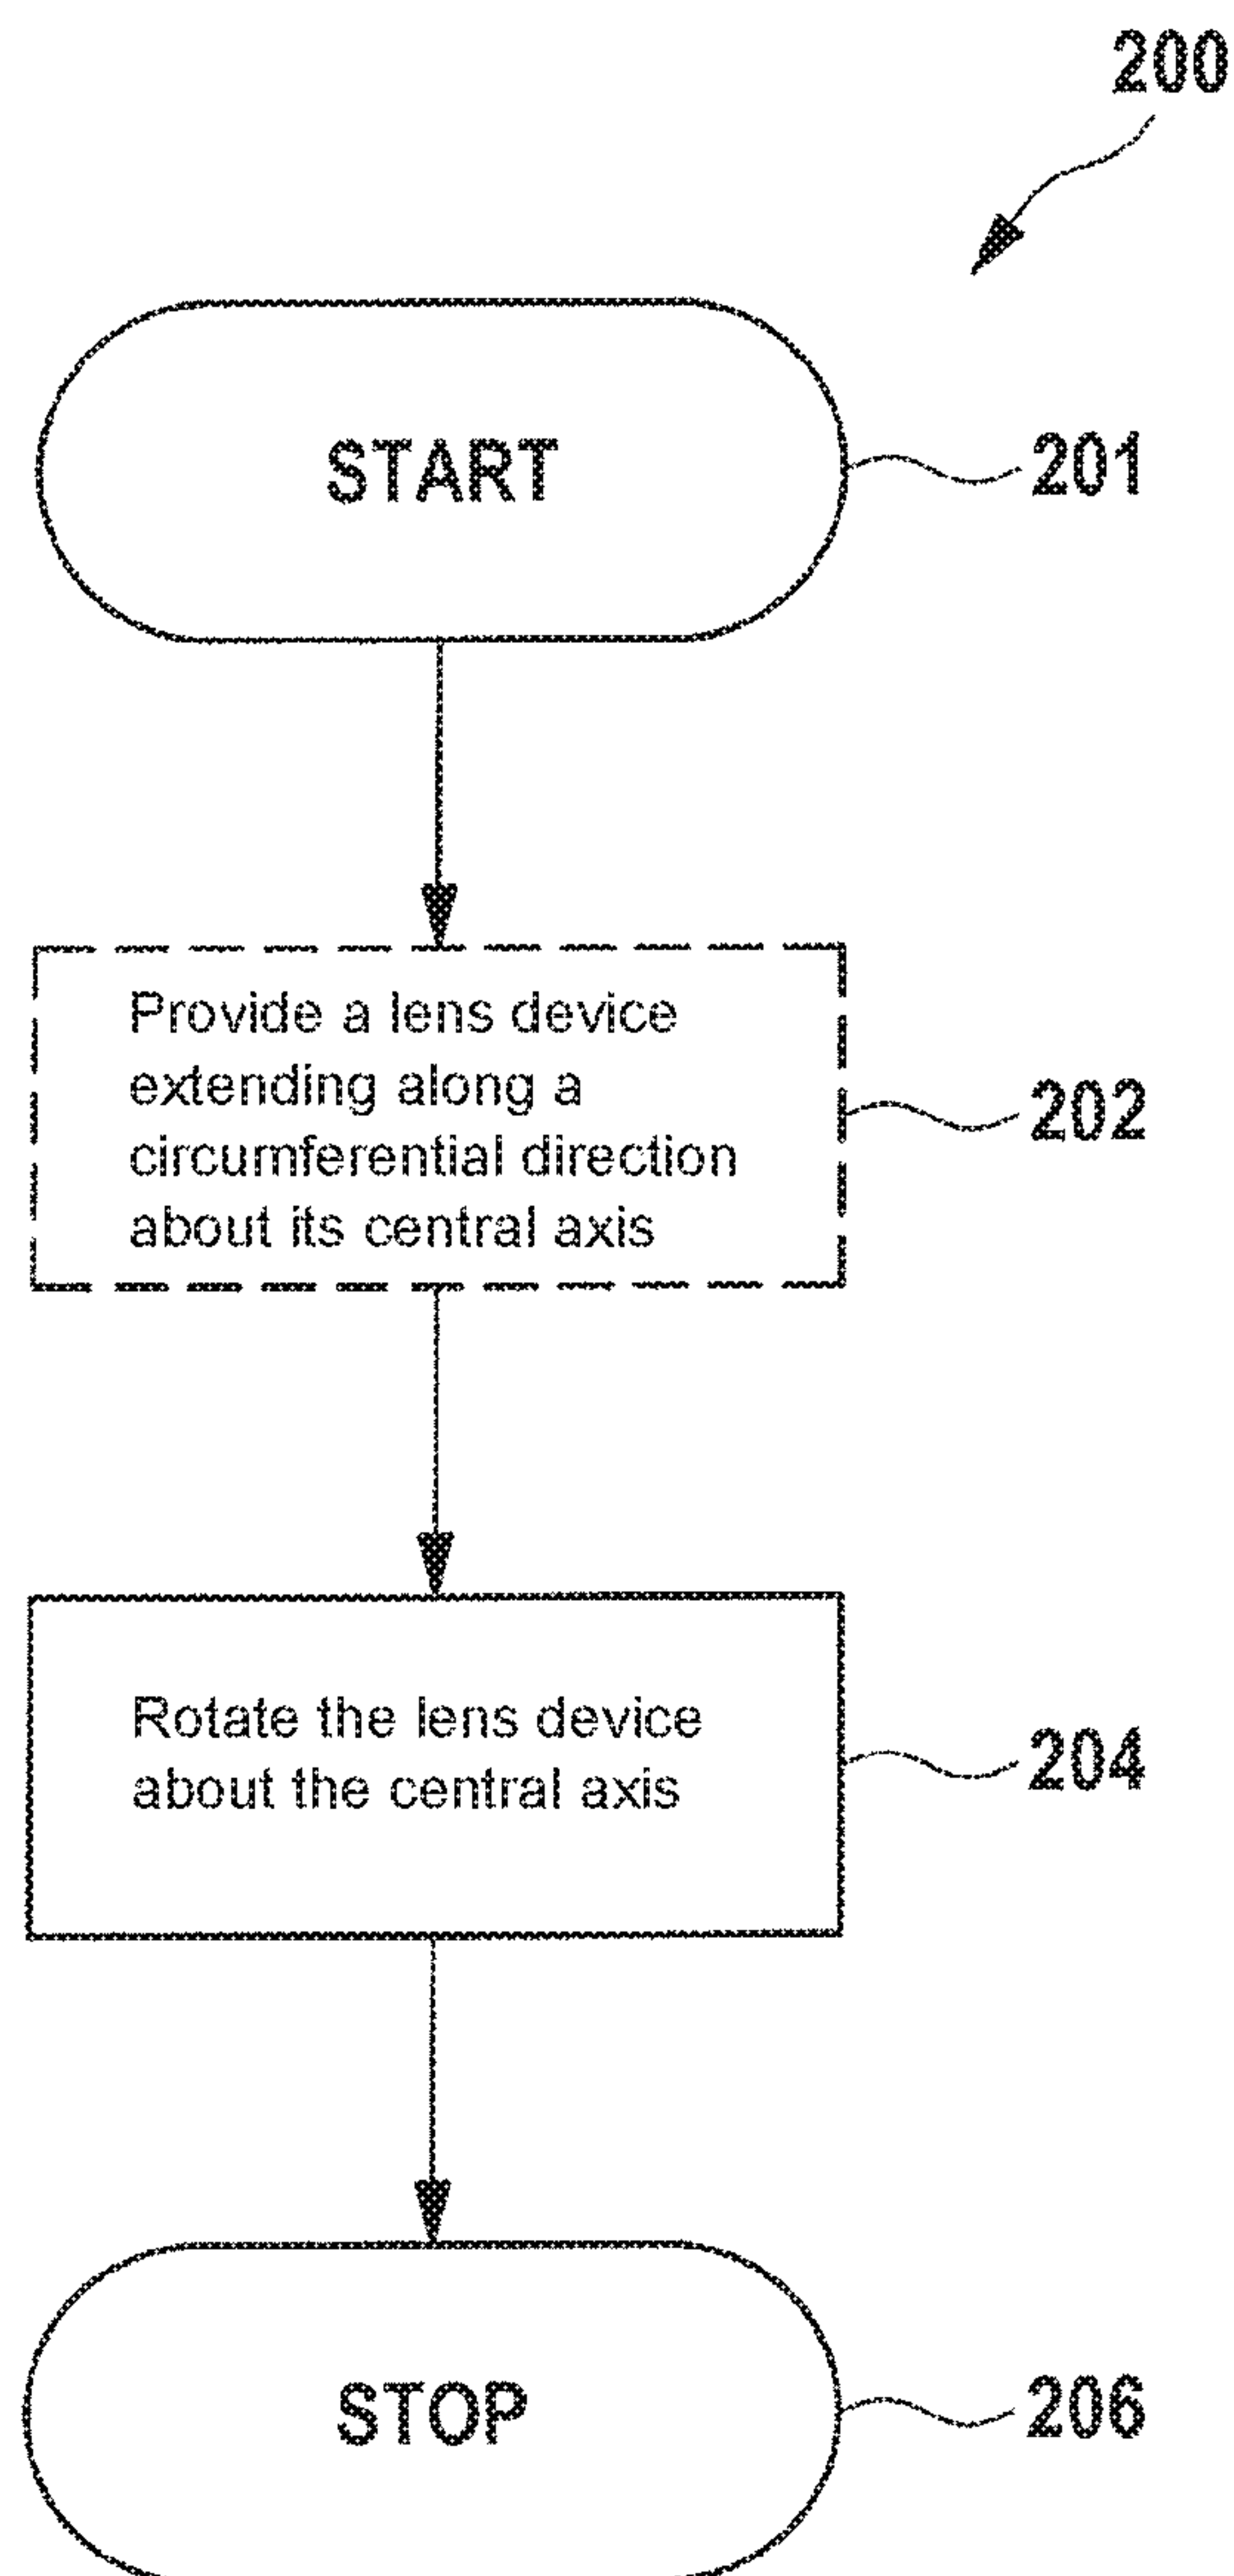 200
START
201
Provide a lens device
extending along a
circumferential direction
about its central axis
202
Rotate the lens device
about the central axis
204
STOP
206